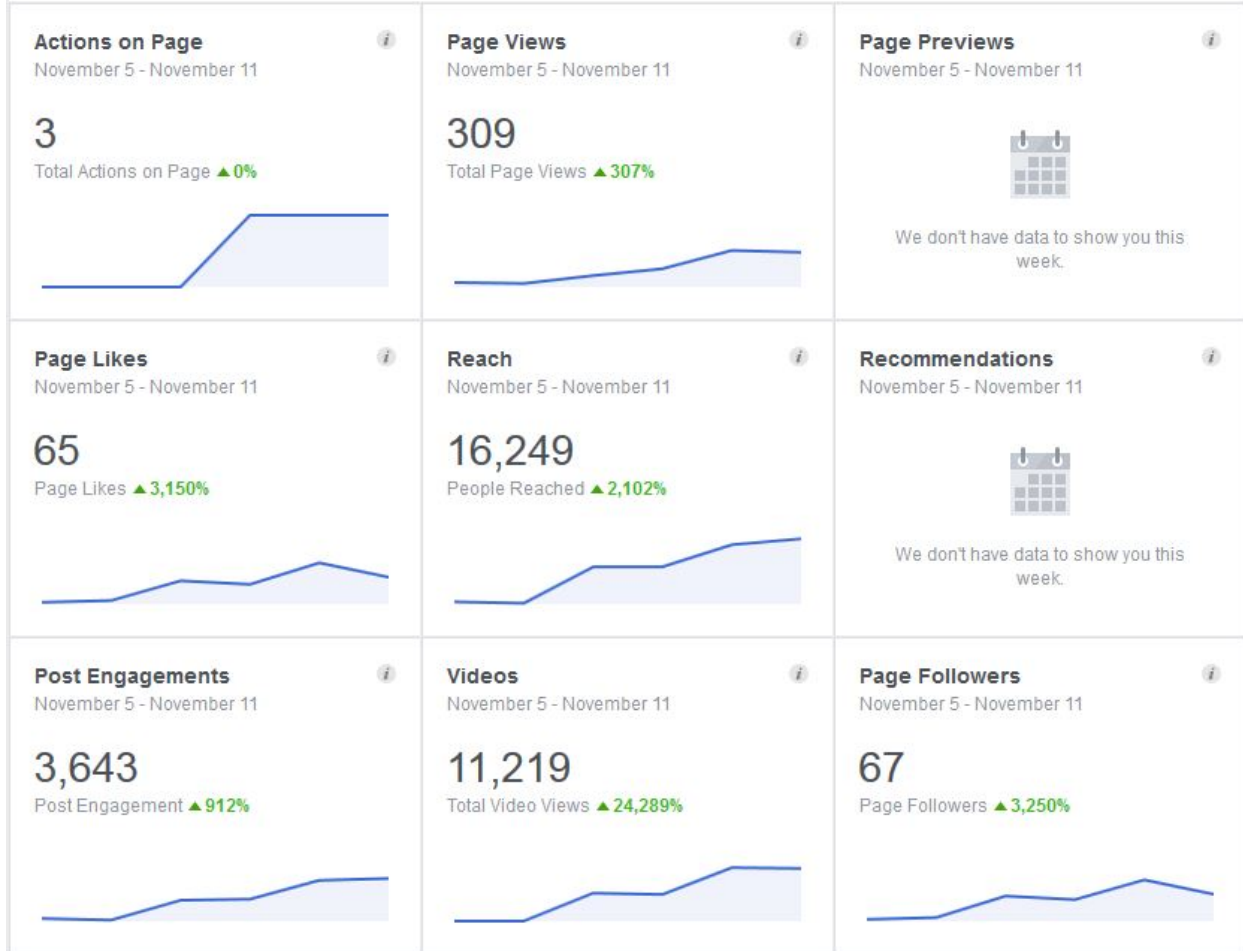 Actions on Page
November 5 - November 11
3
Total Actions on Page ▲0%
Page Views
November 5 - November 11
309
Total Page Views ▲307%
Page Previews
November 5 - November 11
We don't have data to show you this
week.
Page Likes
November 5 - November 11
65
Page Likes ▲3,150%
Reach
November 5 - November 11
16,249
People Reached ▲2,102%
Recommendations
November 5 - November 11
We don't have data to show you this
week.
Post Engagements
November 5 - November 11
3,643
Post Engagement ▲912%
Videos
November 5 - November 11
11,219
Total Video Views ▲24,289%
Page Followers
November 5 - November 11
67
Page Followers ▲3,250%